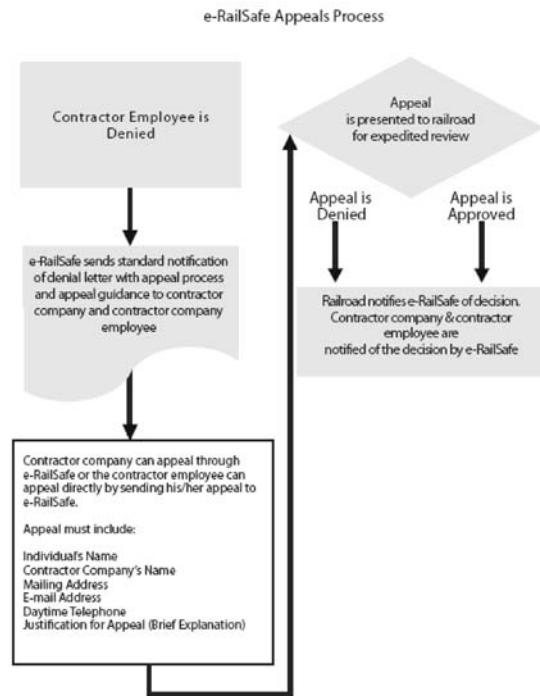 e-RailSafe Appeals Process
Contractor Employee is
Denied
e-RailSafe sends standard notification
of denial letter with appeal process
and appeal guidance to contractor
company and contractor company
employee
Contractor company can appeal through
e-RailSafe or the contractor employee can
appeal directly by sending his/her appeal to
e-RailSafe.
Appeal must include:
Individual's Name
Contractor Company's Name
Mailing Address
E-mail Address
Daytime Telephone
Justification for Appeal (Brief Explanation)
Appeal
is presented to railroad
for expedited review
Appeal is
Denied
Appeal is
Approved
Railroad notifies e-RailSafe of decision.
Contractor company & contractor
employee are
notified of the decision by e-RailSafe